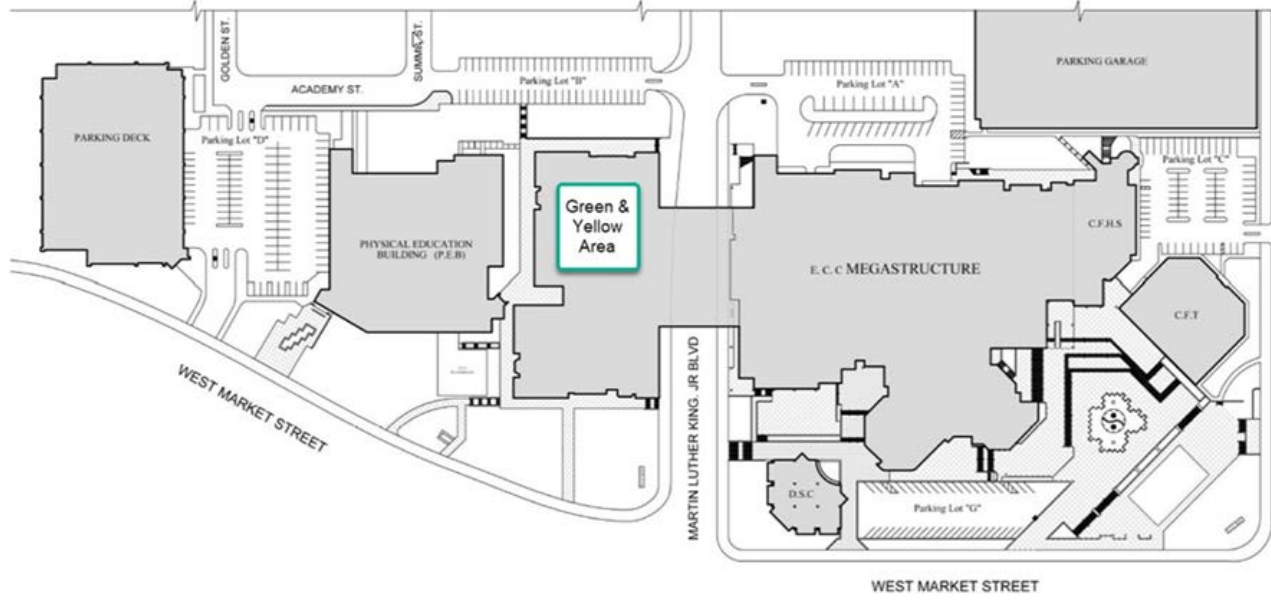 GOLDEN ST.
SUMMIT ST.
ACADEMY ST.
Parking Lot "B"
Parking Lot "A"
PARKING GARAGE
PARKING DECK
Parking Lot "D"
Parking Lot "C"
Green &
Yellow
Area
PHYSICAL EDUCATION
BUILDING (P.E.B)
E. C. C MEGASTRUCTURE
C.F.H.S
C.F.T
WEST MARKET STREET
MARTIN LUTHER KING. JR BLVD
D.S.C
Parking Lot "G"
WEST MARKET STREET